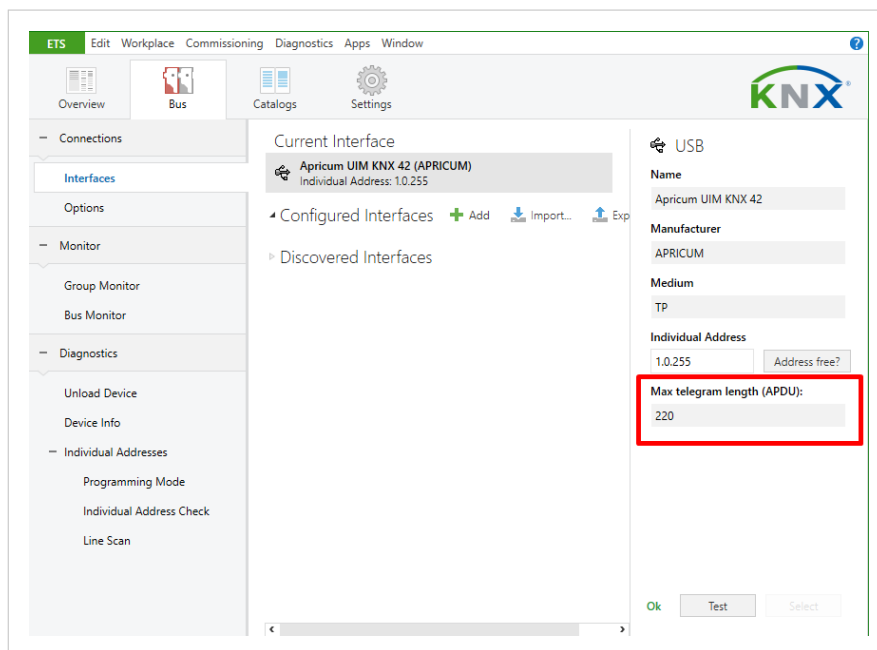 ETS Edit Workplace Commissioning Diagnostics Apps Window ?
Overview Bus Catalogs Settings
KNX
Connections
Interfaces
Options
Monitor
Group Monitor
Bus Monitor
Diagnostics
Unload Device
Device Info
Individual Addresses
Programming Mode
Individual Address Check
Line Scan
Current Interface
Apricum UIM KNX 42 (APRICUM)
Individual Address: 1.0.255
Configured Interfaces Add Import... Exp
Discovered Interfaces
USB
Name
Apricum UIM KNX 42
Manufacturer
APRICUM
Medium
TP
Individual Address
1.0.255 Address free?
Max telegram length (APDU):
220
Ok Test Select